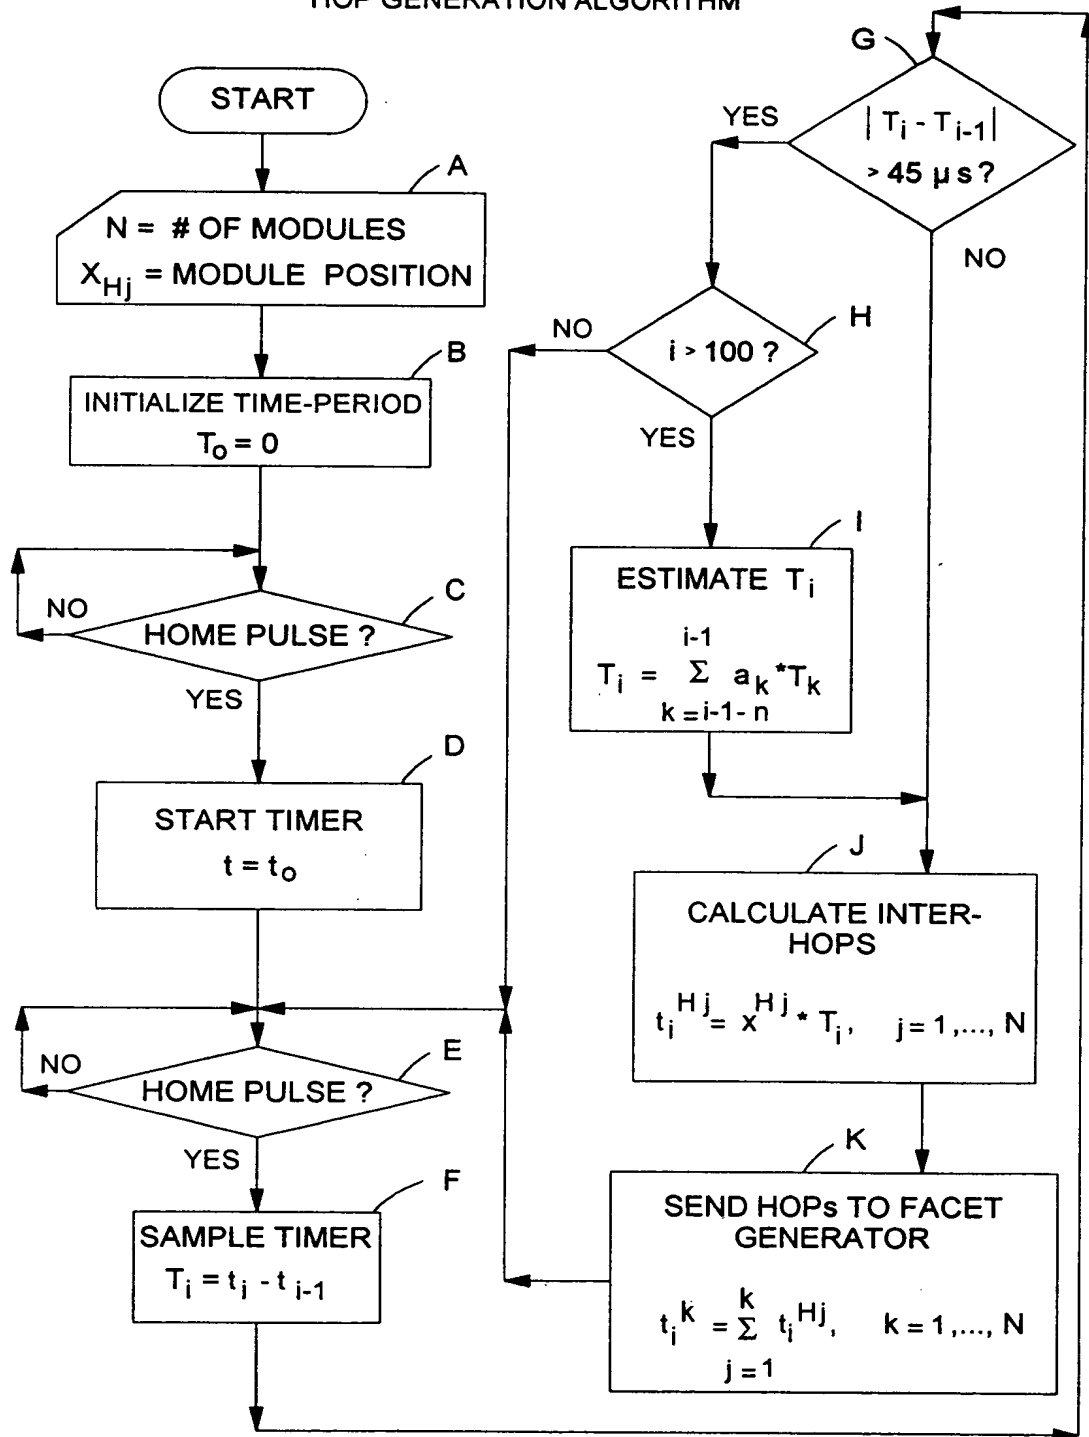 HOP GENERATION ALGORITHM
START
A
N = # OF MODULES
X_Hj = MODULE POSITION
B
INITIALIZE TIME-PERIOD
T_o = 0
C
HOME PULSE ?
NO
YES
D
START TIMER
t = t_o
E
HOME PULSE ?
NO
YES
F
SAMPLE TIMER
T_i = t_i - t_i-1
G
| T_i - T_i-1 |
> 45 µ s ?
YES
NO
H
i > 100 ?
NO
YES
I
ESTIMATE T_i
i-1
T_i = Σ a_k * T_k
k = i-1- n
J
CALCULATE INTER-
HOPS
t_i^Hj = x^Hj * T_i, j = 1 ,..., N
K
SEND HOPs TO FACET
GENERATOR
k
t_i^k = Σ t_i^Hj, k = 1 ,..., N
j = 1